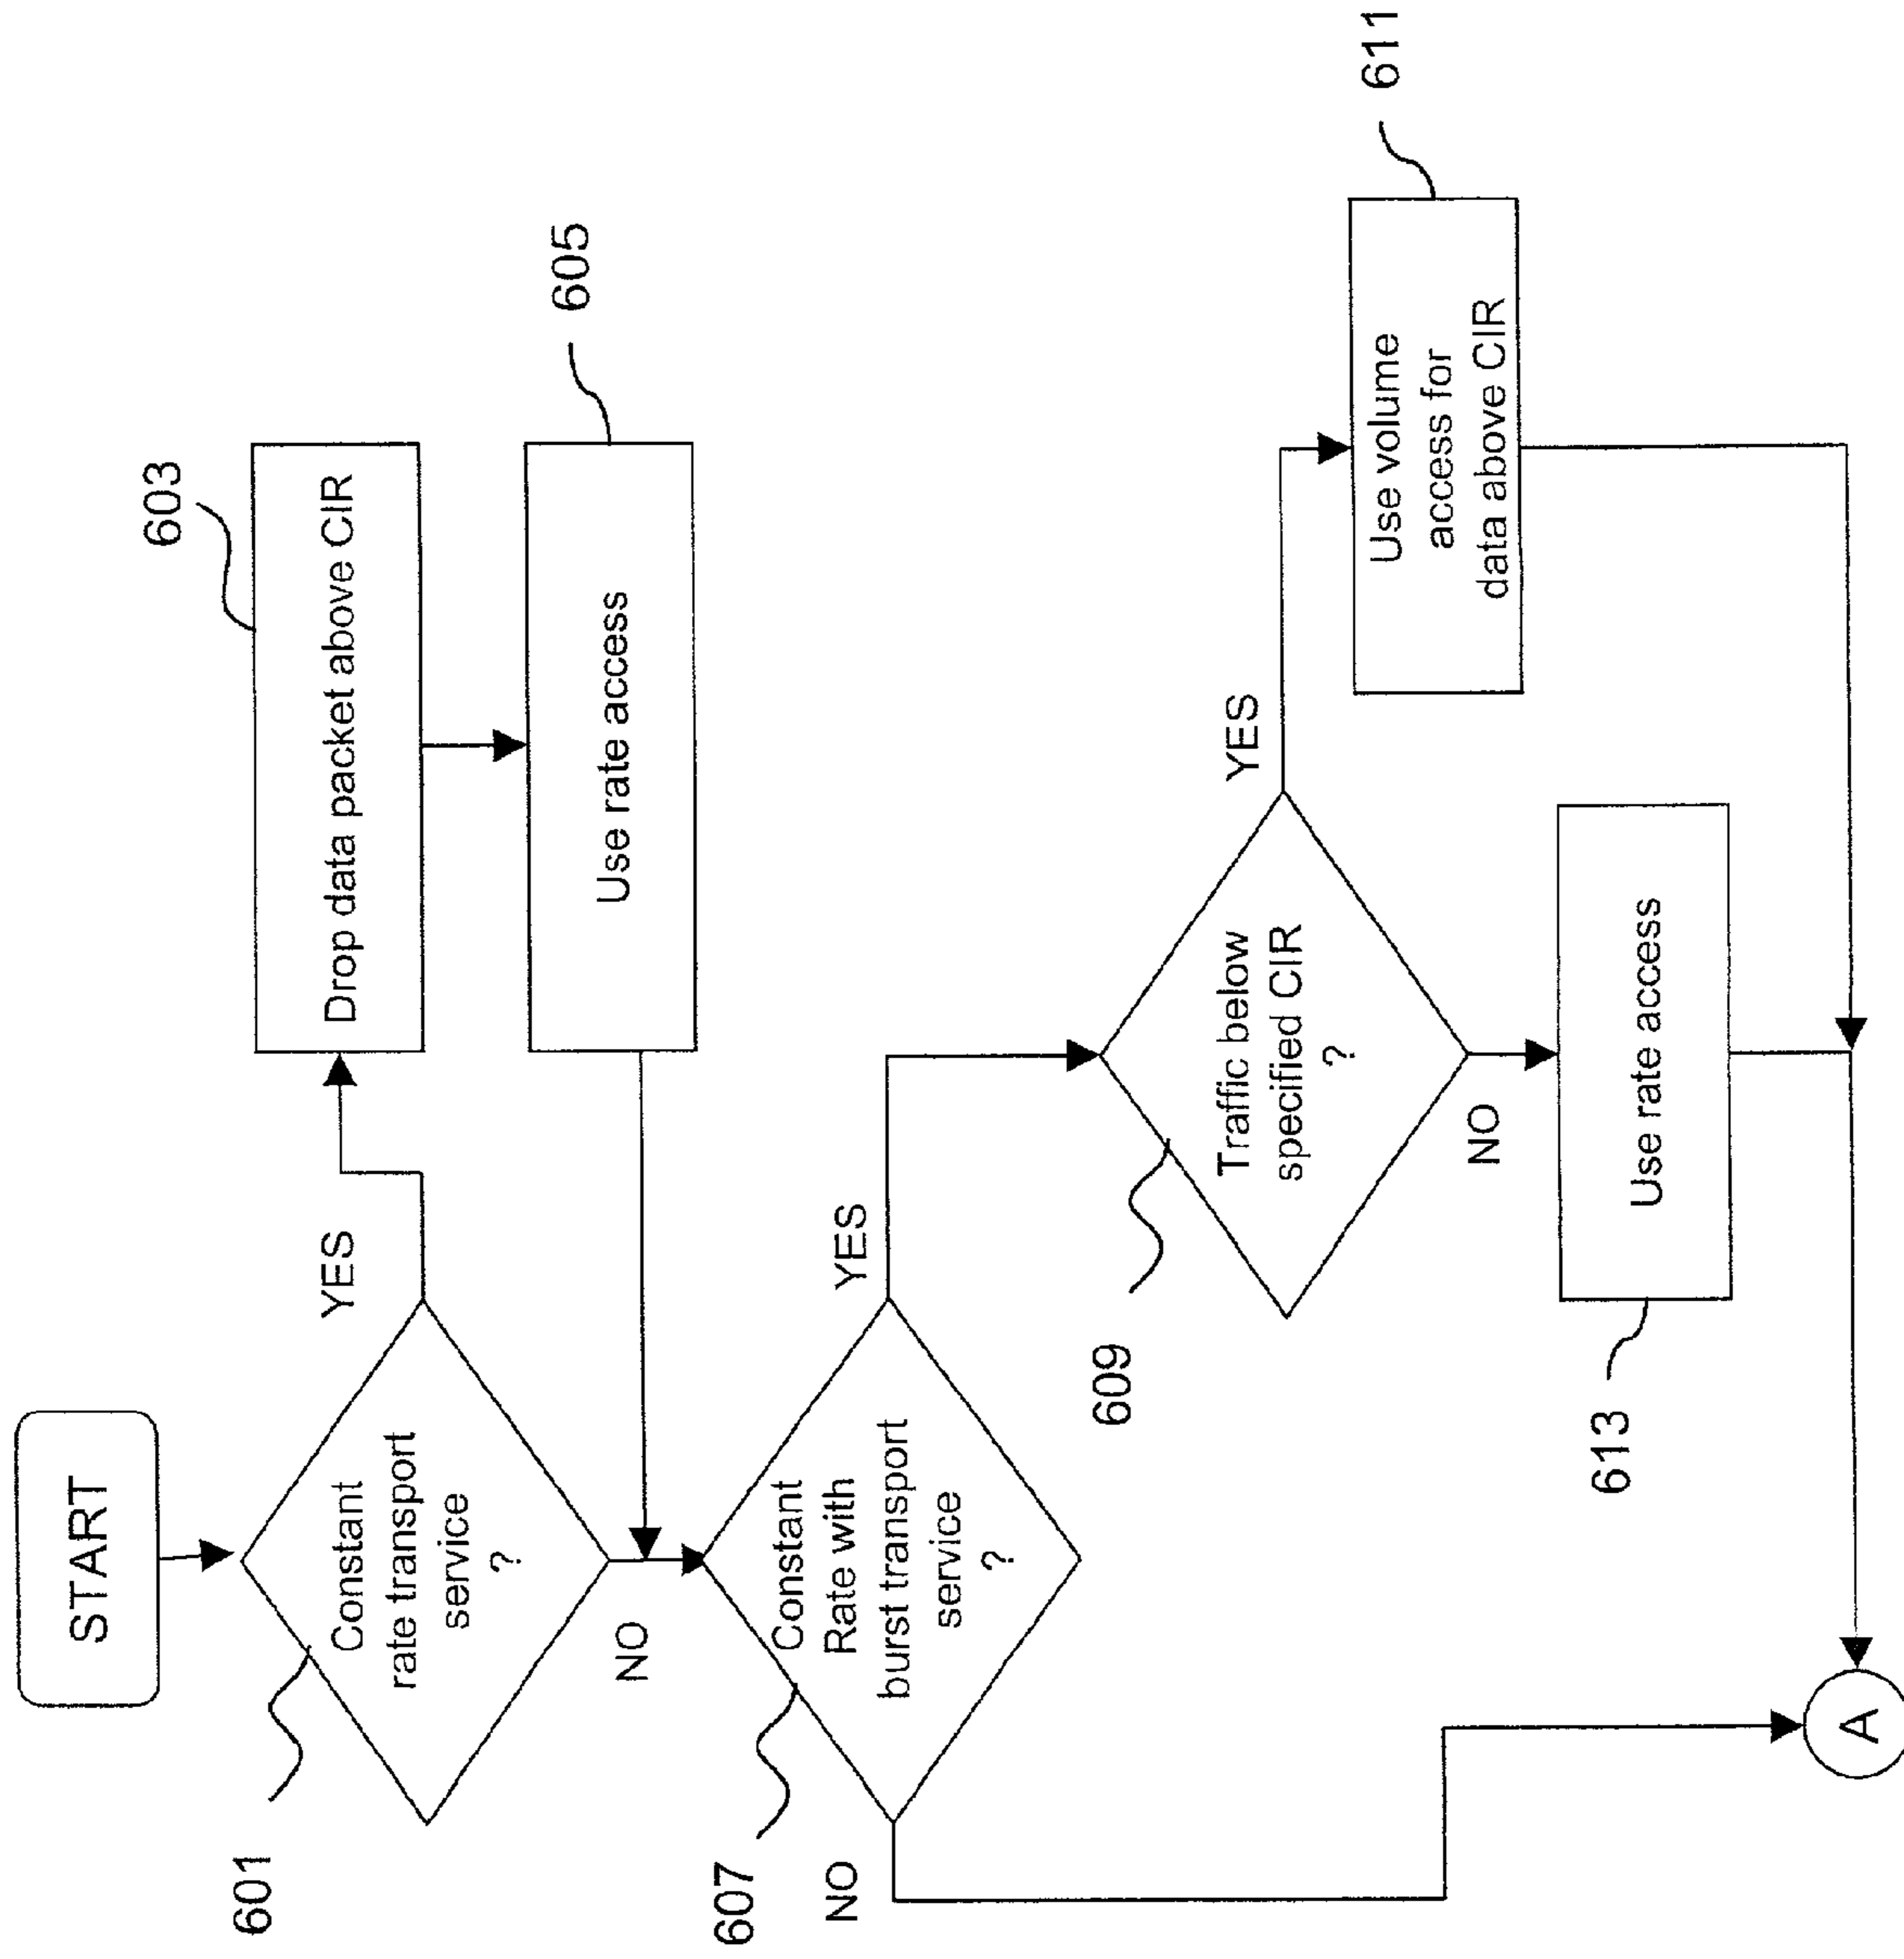 START
601
Constant
rate transport
service
?
YES
NO
603
Drop data packet above CIR
605
Use rate access
607
Constant
Rate with
burst transport
service
?
YES
NO
609
Traffic below
specified CIR
?
YES
NO
611
Use volume
access for
data above CIR
613
Use rate access
A